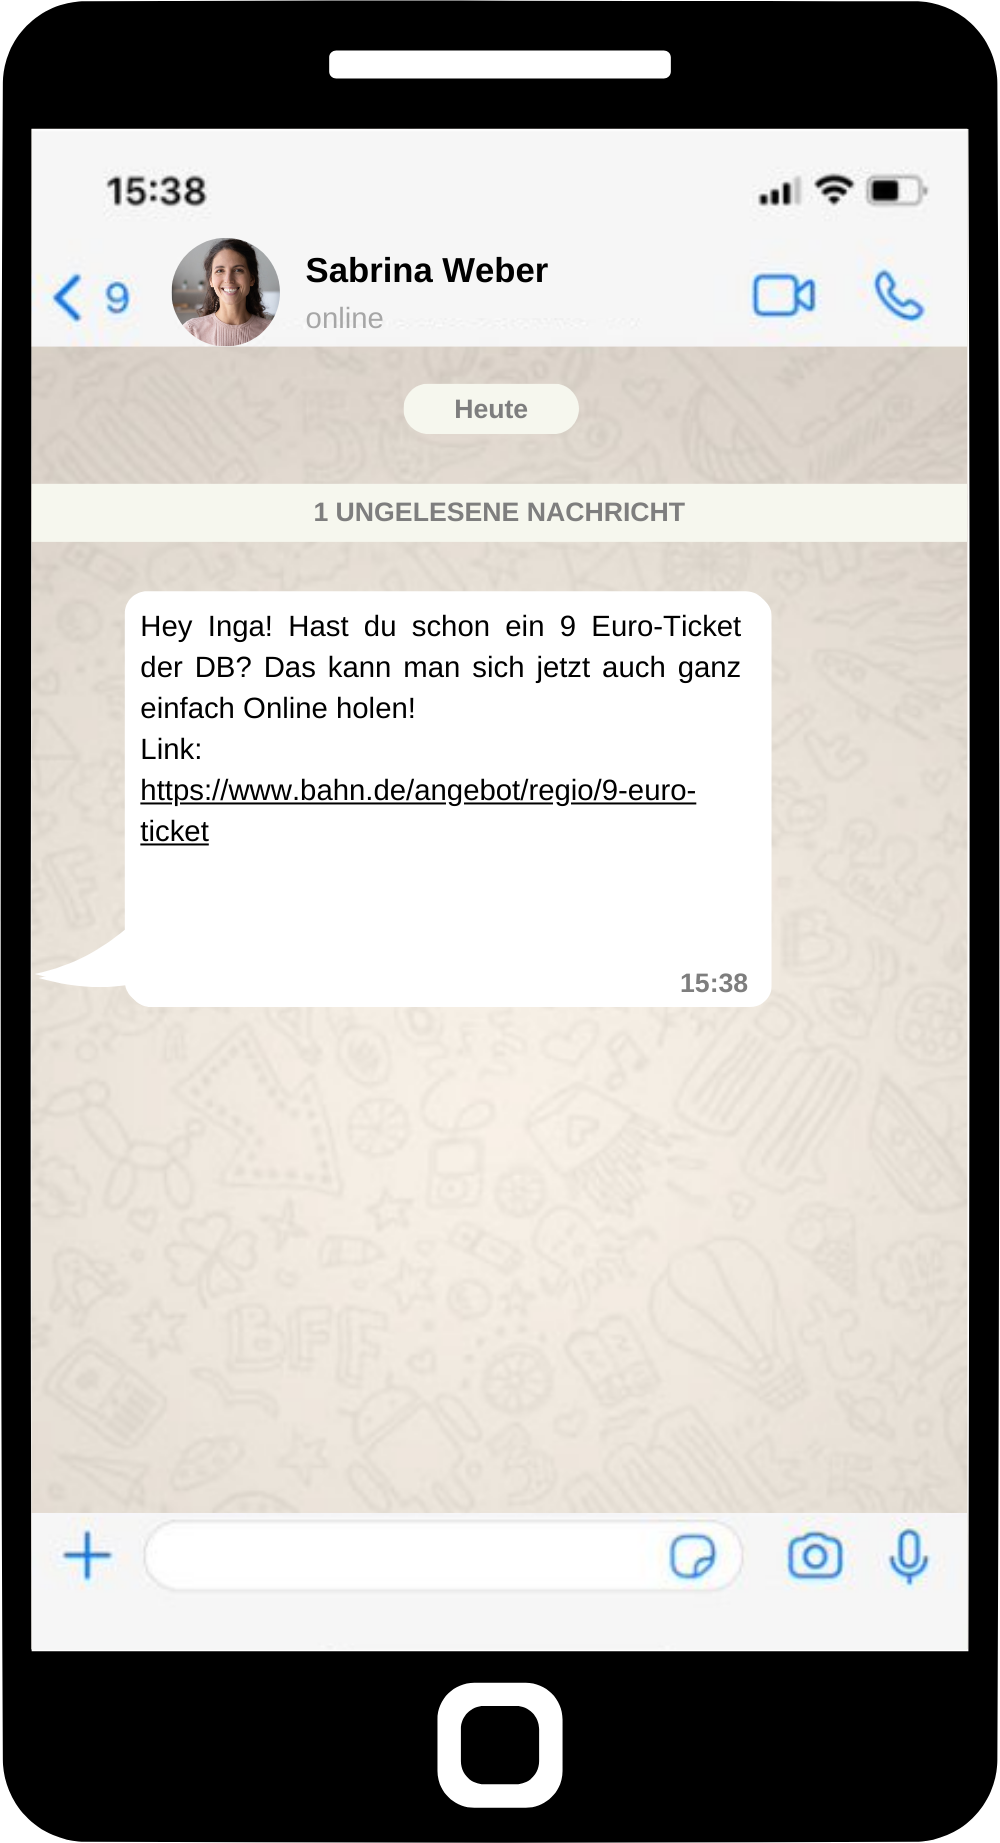 15:38
9
Sabrina Weber
online
Heute
1 UNGELESENE NACHRICHT
Hey Inga! Hast du schon ein 9 Euro-Ticket
der DB? Das kann man sich jetzt auch ganz
einfach Online holen!
Link:
https://www.bahn.de/angebot/regio/9-euro-
ticket
15:38
BFF